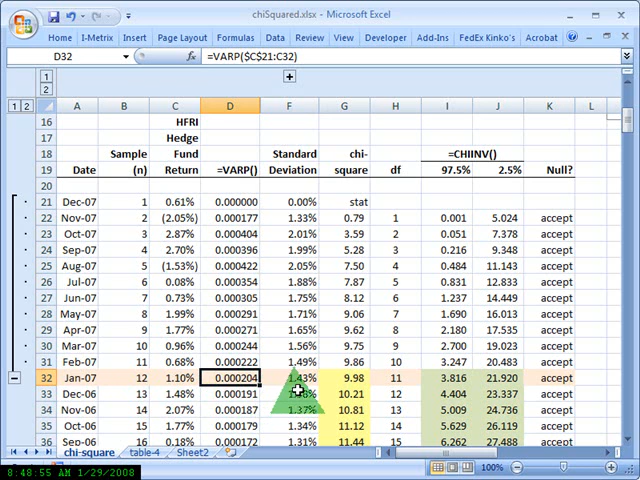 chiSquared.xlsx - Microsoft Excel
Home I-Metrix Insert Page Layout Formulas Data Review View Developer Add-Ins FedEx Kinko's Acrobat
D32 fx =VARP($C$21:C32)
1
2
1 2 A B C D F G H I J K L
16 HFRI
17 Hedge
18 Sample Fund Standard chi- =CHIINV()
19 Date (n) Return =VARP() Deviation square df 97.5% 2.5% Null?
20
21 Dec-07 1 0.61% 0.000000 0.00% stat
22 Nov-07 2 (2.05%) 0.000177 1.33% 0.79 1 0.001 5.024 accept
23 Oct-07 3 2.87% 0.000404 2.01% 3.59 2 0.051 7.378 accept
24 Sep-07 4 2.70% 0.000396 1.99% 5.28 3 0.216 9.348 accept
25 Aug-07 5 (1.53%) 0.000422 2.05% 7.50 4 0.484 11.143 accept
26 Jul-07 6 0.08% 0.000354 1.88% 7.87 5 0.831 12.833 accept
27 Jun-07 7 0.73% 0.000305 1.75% 8.12 6 1.237 14.449 accept
28 May-07 8 1.99% 0.000291 1.71% 9.06 7 1.690 16.013 accept
29 Apr-07 9 1.77% 0.000271 1.65% 9.62 8 2.180 17.535 accept
30 Mar-07 10 0.96% 0.000244 1.56% 9.75 9 2.700 19.023 accept
31 Feb-07 11 0.68% 0.000222 1.49% 9.86 10 3.247 20.483 accept
32 Jan-07 12 1.10% 0.000204 1.43% 9.98 11 3.816 21.920 accept
33 Dec-06 13 1.48% 0.000191 10.21 12 4.404 23.337 accept
34 Nov-06 14 2.07% 0.000187 1.37% 10.81 13 5.009 24.736 accept
35 Oct-06 15 1.77% 0.000179 1.34% 11.12 14 5.629 26.119 accept
36 Sep-06 16 0.18% 0.000172 1.31% 11.44 15 6.262 27.488 accept
chi-square table-4 Sheet2
100%
8:48:55 AM 1/29/2008